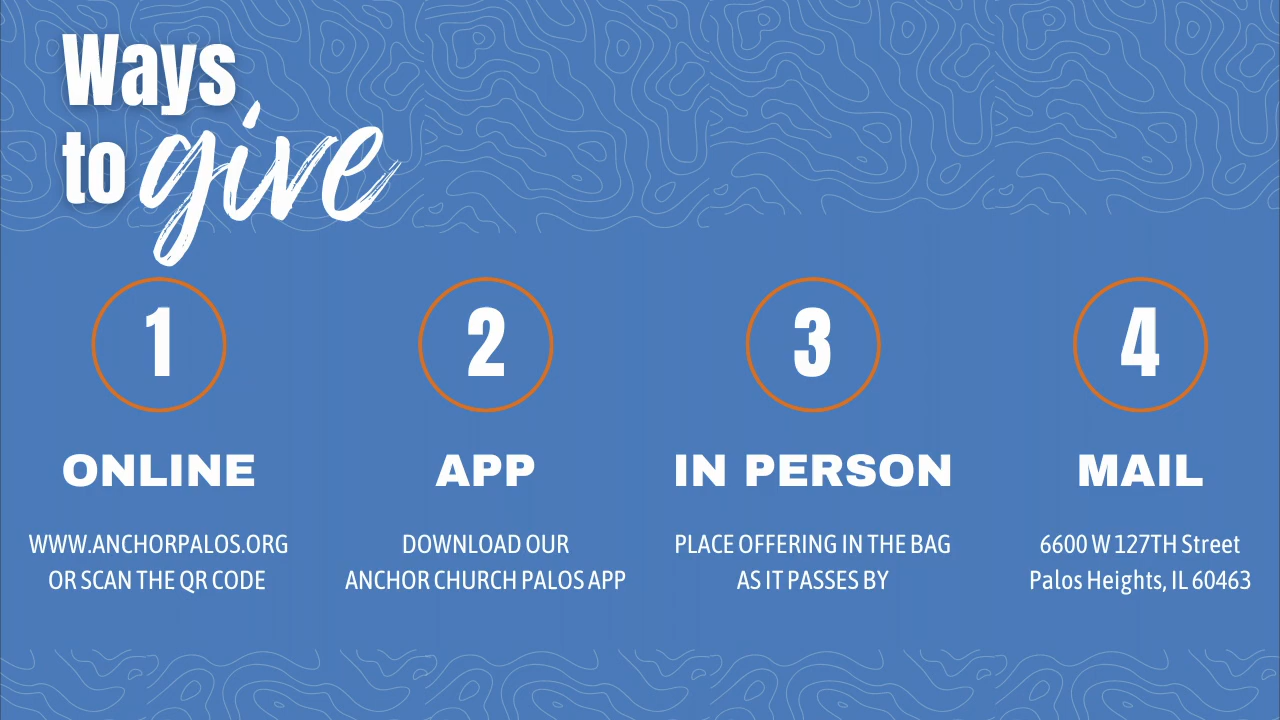 Ways
to give
1
ONLINE
WWW.ANCHORPALOS.ORG
OR SCAN THE QR CODE
2
APP
DOWNLOAD OUR
ANCHOR CHURCH PALOS APP
3
IN PERSON
PLACE OFFERING IN THE BAG
AS IT PASSES BY
4
MAIL
6600 W 127TH Street
Palos Heights, IL 60463